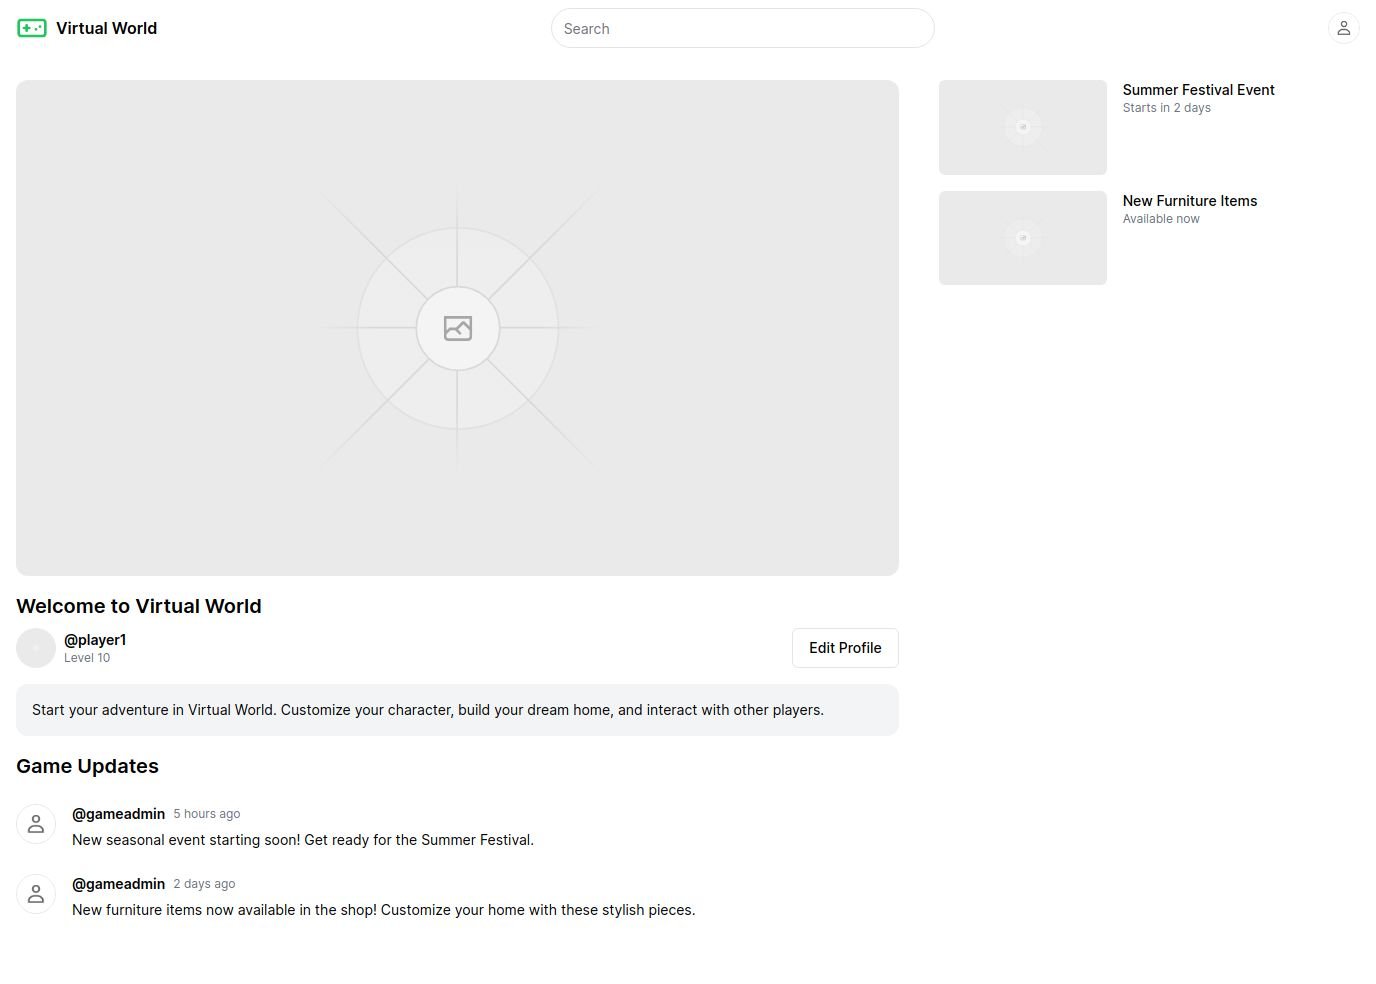 Virtual World
Search
Summer Festival Event
Starts in 2 days
New Furniture Items
Available now
Welcome to Virtual World
@player1
Level 10
Edit Profile
Start your adventure in Virtual World. Customize your character, build your dream home, and interact with other players.
Game Updates
@gameadmin 5 hours ago
New seasonal event starting soon! Get ready for the Summer Festival.
@gameadmin 2 days ago
New furniture items now available in the shop! Customize your home with these stylish pieces.